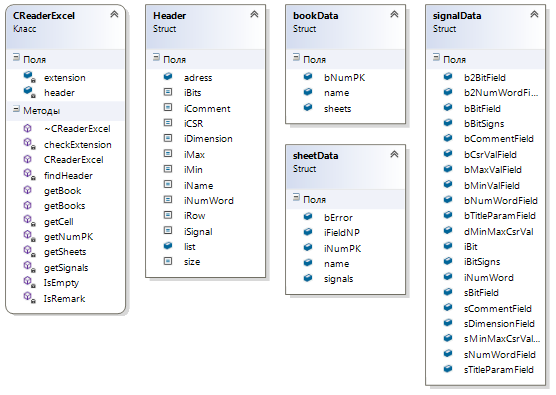 CReaderExcel
Класс
Поля
extension
header
Методы
~CReaderExcel
checkExtension
CReaderExcel
findHeader
getBook
getBooks
getCell
getNumPK
getSheets
getSignals
IsEmpty
IsRemark
Header
Struct
Поля
adress
iBits
iComment
iCSR
iDimension
iMax
iMin
iName
iNumWord
iRow
iSignal
list
size
bookData
Struct
Поля
bNumPK
name
sheets
sheetData
Struct
Поля
bError
iFieldNP
iNumPK
name
signals
signalData
Struct
Поля
b2BitField
b2NumWordFi...
bBitField
bBitSigns
bCommentField
bCsrValField
bMaxValField
bMinValField
bNumWordField
bTitleParamField
dMinMaxCsrVal
iBit
iBitSigns
iNumWord
sBitField
sCommentField
sDimensionField
sMinMaxCsrVal...
sNumWordField
sTitleParamField